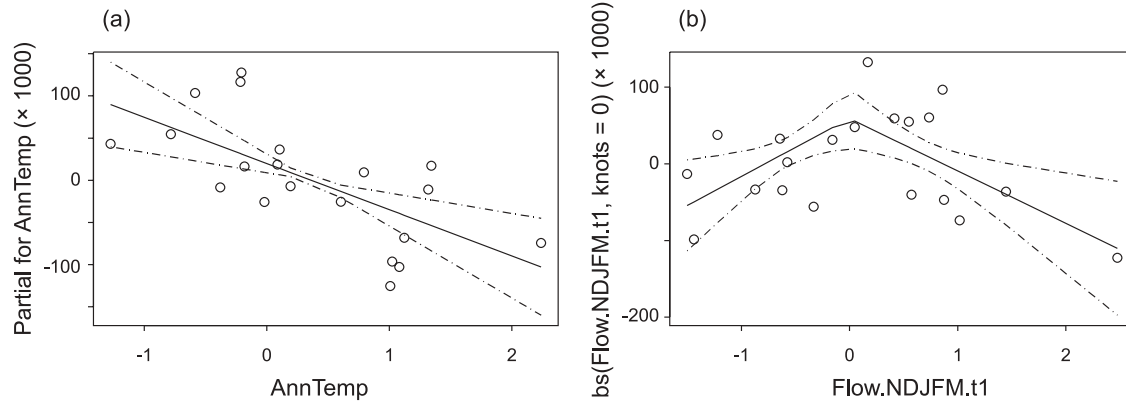 (a)
Partial for AnnTemp (× 1000)
100
0
-100
-1
0
1
2
AnnTemp
(b)
bs(Flow.NDJFM.t1, knots = 0) (× 1000)
100
0
-200
-1
0
1
2
Flow.NDJFM.t1